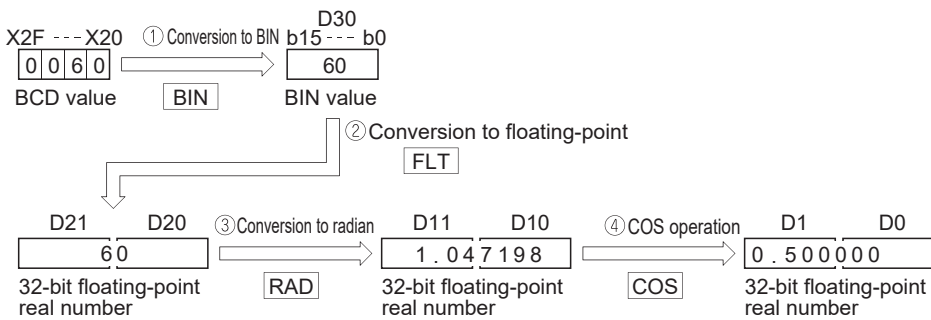 D30
X2F --- X20 ① Conversion to BIN b15 --- b0
0 0 6 0 60
BCD value BIN BIN value
② Conversion to floating-point
FLT
D21 D20 ③ Conversion to radian D11 D10 ④ COS operation D1 D0
60 1.047198 0.500000
32-bit floating-point RAD 32-bit floating-point COS 32-bit floating-point
real number real number real number